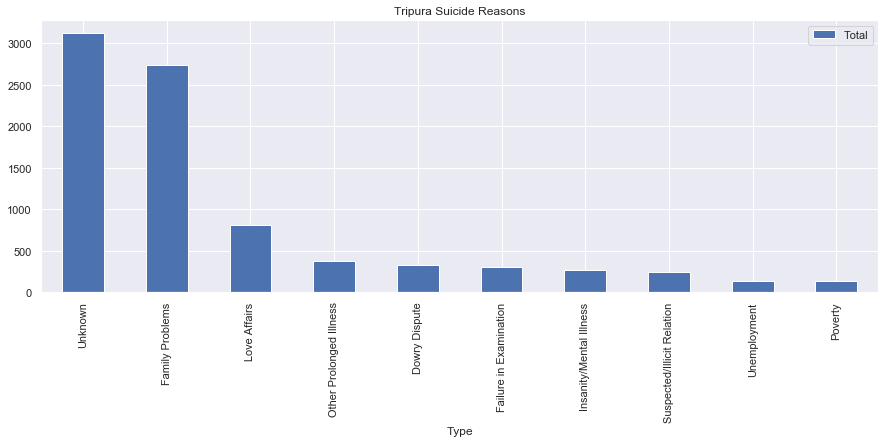 Tripura Suicide Reasons
Total
3000
2500
2000
1500
1000
500
0
Unknown
Family Problems
Love Affairs
Other Prolonged Illness
Dowry Dispute
Failure in Examination
Insanity/Mental Illness
Suspected/Illicit Relation
Unemployment
Poverty
Type